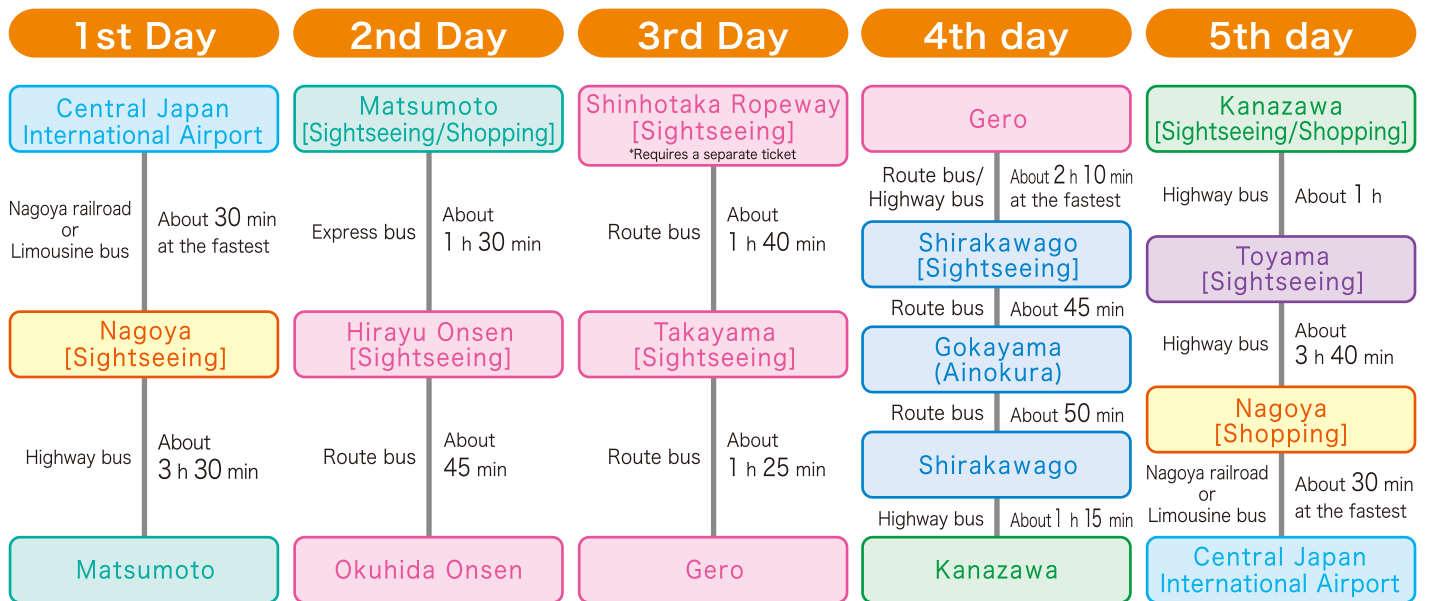 1st Day
Central Japan
International Airport
Nagoya railroad
or
Limousine bus
About 30 min
at the fastest
Nagoya
[Sightseeing]
Highway bus
About
3 h 30 min
Matsumoto
2nd Day
Matsumoto
[Sightseeing/Shopping]
Express bus
About
1 h 30 min
Hirayu Onsen
[Sightseeing]
Route bus
About
45 min
Okuhida Onsen
3rd Day
Shinhotaka Ropeway
[Sightseeing]
*Requires a separate ticket
Route bus
About
1 h 40 min
Takayama
[Sightseeing]
Route bus
About
1 h 25 min
Gero
4th day
Gero
Route bus/
Highway bus
About 2 h 10 min
at the fastest
Shirakawago
[Sightseeing]
Route bus
About 45 min
Gokayama
(Ainokura)
Route bus
About 50 min
Shirakawago
Highway bus
About 1 h 15 min
Kanazawa
5th day
Kanazawa
[Sightseeing/Shopping]
Highway bus
About 1 h
Toyama
[Sightseeing]
Highway bus
About
3 h 40 min
Nagoya
[Shopping]
Nagoya railroad
or
Limousine bus
About 30 min
at the fastest
Central Japan
International Airport